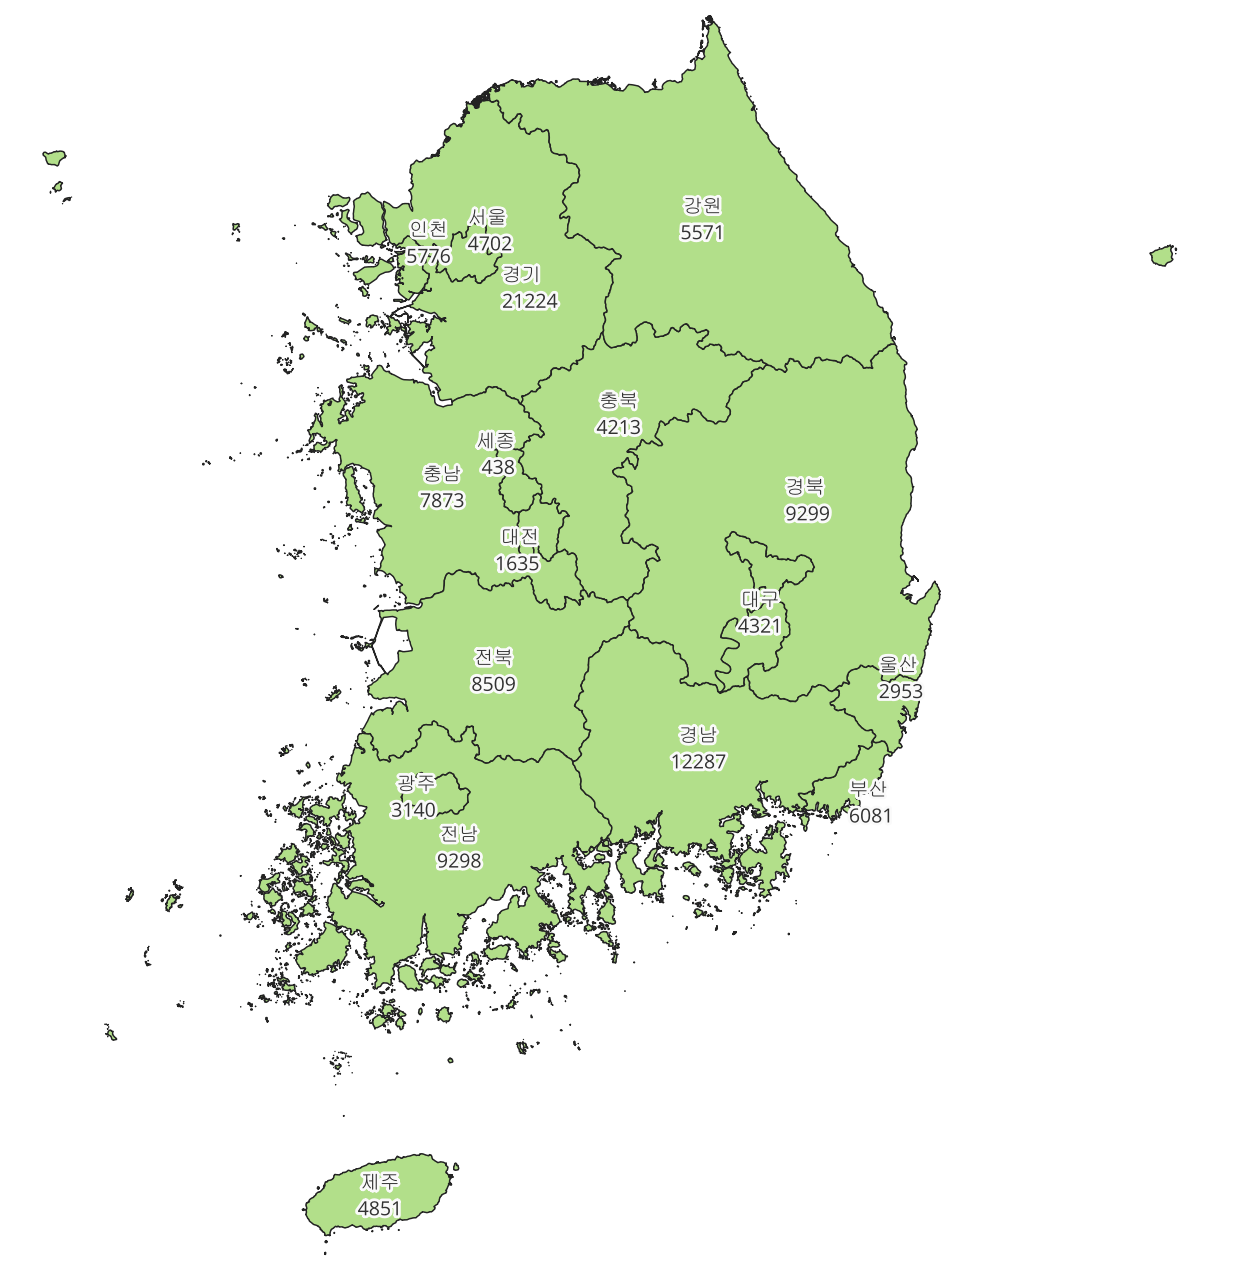 강원
5571
서울
4702
인천
5776
경기
21224
충북
4213
세종
438
충남
7873
경북
9299
대전
1635
대구
4321
전북
8509
울산
2953
경남
12287
광주
3140
부산
6081
전남
9298
제주
4851